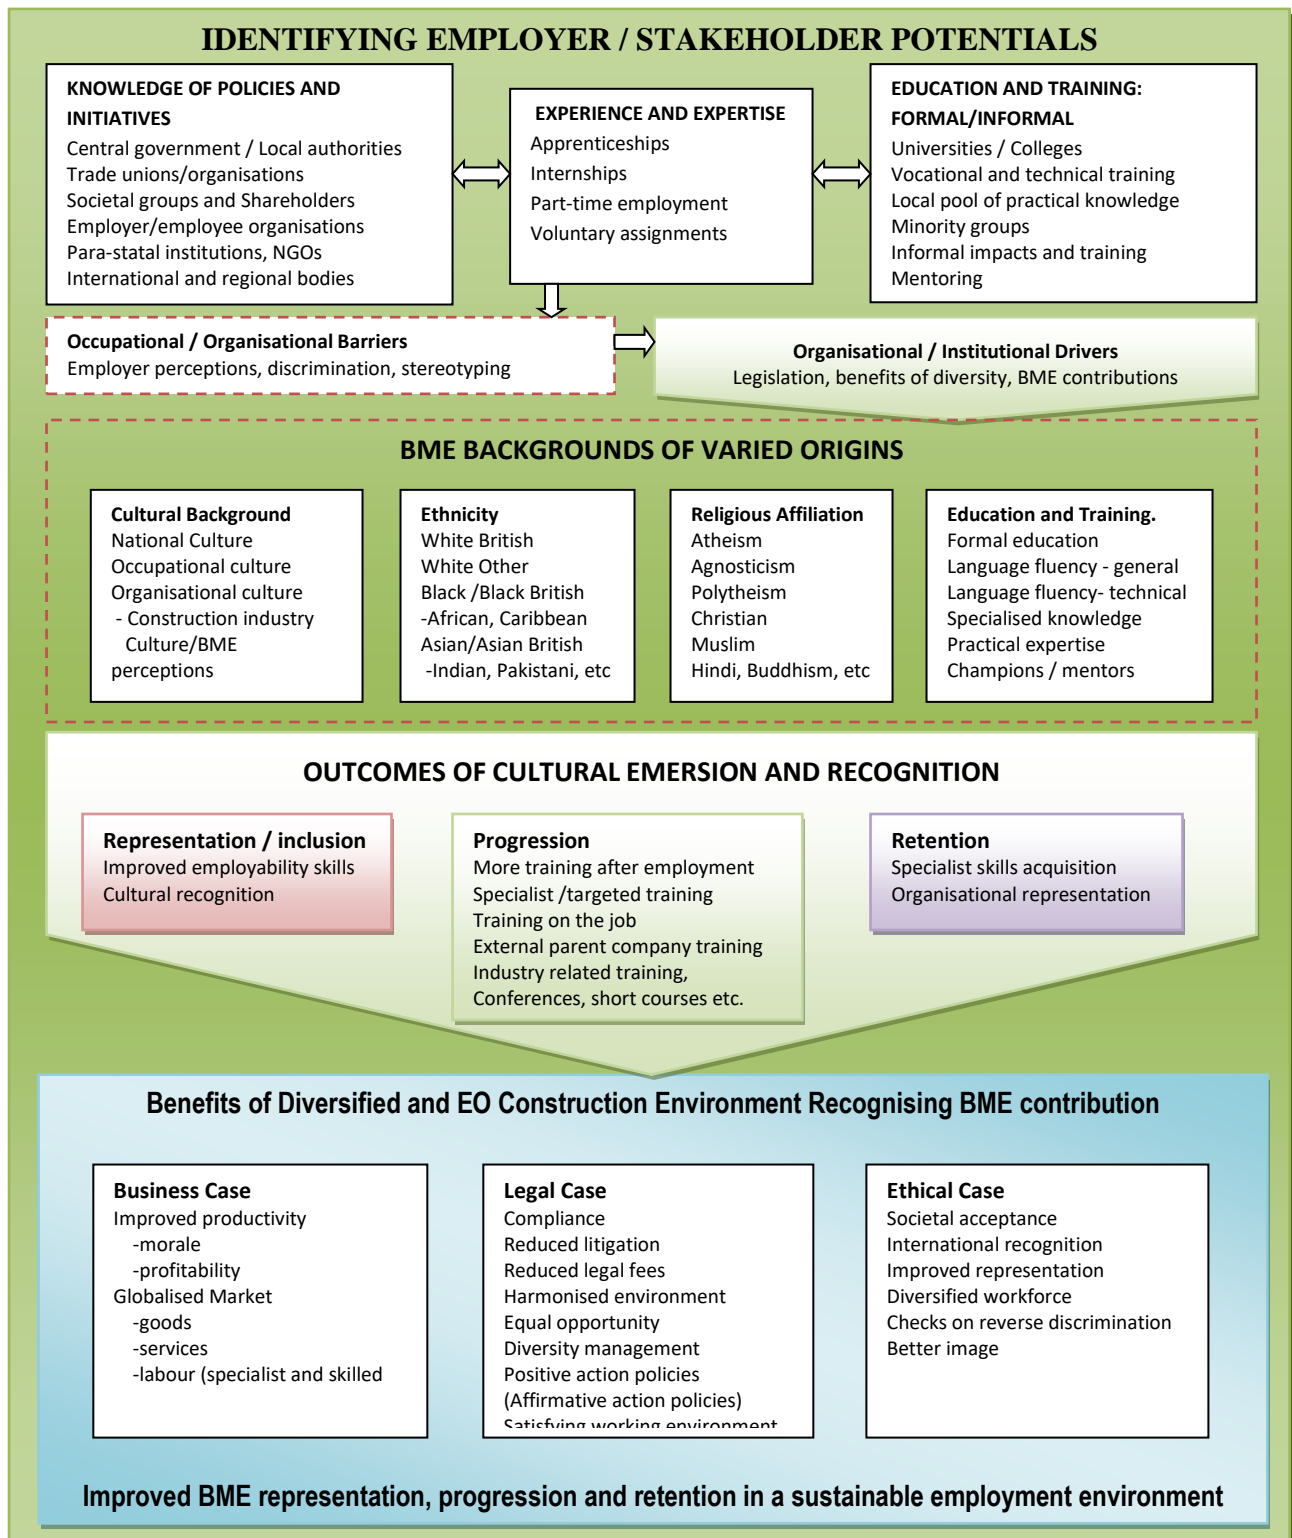 IDENTIFYING EMPLOYER / STAKEHOLDER POTENTIALS
KNOWLEDGE OF POLICIES AND
INITIATIVES
Central government / Local authorities
Trade unions/organisations
Societal groups and Shareholders
Employer/employee organisations
Para-statal institutions, NGOs
International and regional bodies
EXPERIENCE AND EXPERTISE
Apprenticeships
Internships
Part-time employment
Voluntary assignments
EDUCATION AND TRAINING:
FORMAL/INFORMAL
Universities / Colleges
Vocational and technical training
Local pool of practical knowledge
Minority groups
Informal impacts and training
Mentoring
Occupational / Organisational Barriers
Employer perceptions, discrimination, stereotyping
Organisational / Institutional Drivers
Legislation, benefits of diversity, BME contributions
BME BACKGROUNDS OF VARIED ORIGINS
Cultural Background
National Culture
Occupational culture
Organisational culture
- Construction industry
Culture/BME
perceptions
Ethnicity
White British
White Other
Black /Black British
-African, Caribbean
Asian/Asian British
-Indian, Pakistani, etc
Religious Affiliation
Atheism
Agnosticism
Polytheism
Christian
Muslim
Hindi, Buddhism, etc
Education and Training.
Formal education
Language fluency - general
Language fluency- technical
Specialised knowledge
Practical expertise
Champions / mentors
OUTCOMES OF CULTURAL EMERSION AND RECOGNITION
Representation / inclusion
Improved employability skills
Cultural recognition
Progression
More training after employment
Specialist /targeted training
Training on the job
External parent company training
Industry related training,
Conferences, short courses etc.
Retention
Specialist skills acquisition
Organisational representation
Benefits of Diversified and EO Construction Environment Recognising BME contribution
Business Case
Improved productivity
-morale
-profitability
Globalised Market
-goods
-services
-labour (specialist and skilled
Legal Case
Compliance
Reduced litigation
Reduced legal fees
Harmonised environment
Equal opportunity
Diversity management
Positive action policies
(Affirmative action policies)
Satisfying working environment
Ethical Case
Societal acceptance
International recognition
Improved representation
Diversified workforce
Checks on reverse discrimination
Better image
Improved BME representation, progression and retention in a sustainable employment environment